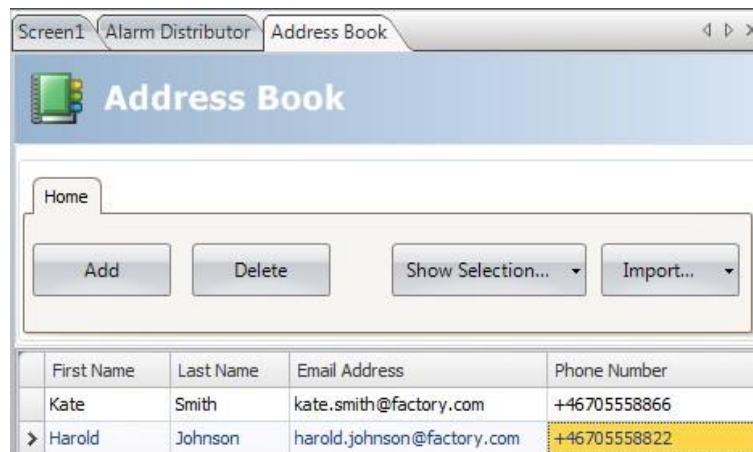 Screen1 Alarm Distributor Address Book
Address Book
Home
Add Delete Show Selection... Import...
First Name Last Name Email Address Phone Number
Kate Smith kate.smith@factory.com +46705558866
Harold Johnson harold.johnson@factory.com +46705558822